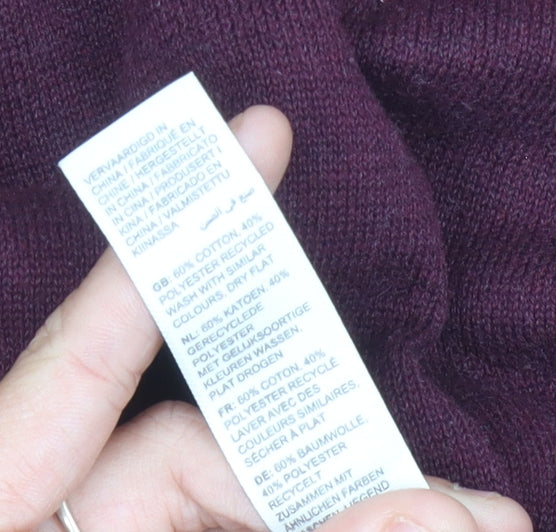 VERVAARDIGD IN
CHINA / FABRIQUÉ EN
CHINE / HERGESTELLT
IN CHINA / FABBRICATO
IN CINA / PRODUSERT I
KINA / FABRICADO EN
CHINA / VALMISTETTU
KIINASSA
صنع في الصين
GB: 60% COTTON, 40%
POLYESTER RECYCLED
WASH WITH SIMILAR
COLOURS, DRY FLAT
NL: 60% KATOEN, 40%
GERECYCLEDE
POLYESTER
MET GELIJKSOORTIGE
KLEUREN WASSEN.
PLAT DROGEN
FR: 60% COTON, 40%
POLYESTER RECYCLÉ
LAVER AVEC DES
COULEURS SIMILAIRES,
SÉCHER À PLAT
DE: 60% BAUMWOLLE,
40% POLYESTER
RECYCELT
ZUSAMMEN MIT
ÄHNLICHEN FARBEN
LIEGEND